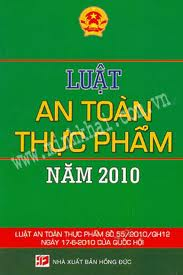 LUẬT
AN TOÀN
THỰC PHẨM
NĂM 2010
LUẬT AN TOÀN THỰC PHẨM SỐ 55/2010/QH12
NGÀY 17-6-2010 CỦA QUỐC HỘI
NHÀ XUẤT BẢN HỒNG ĐỨC